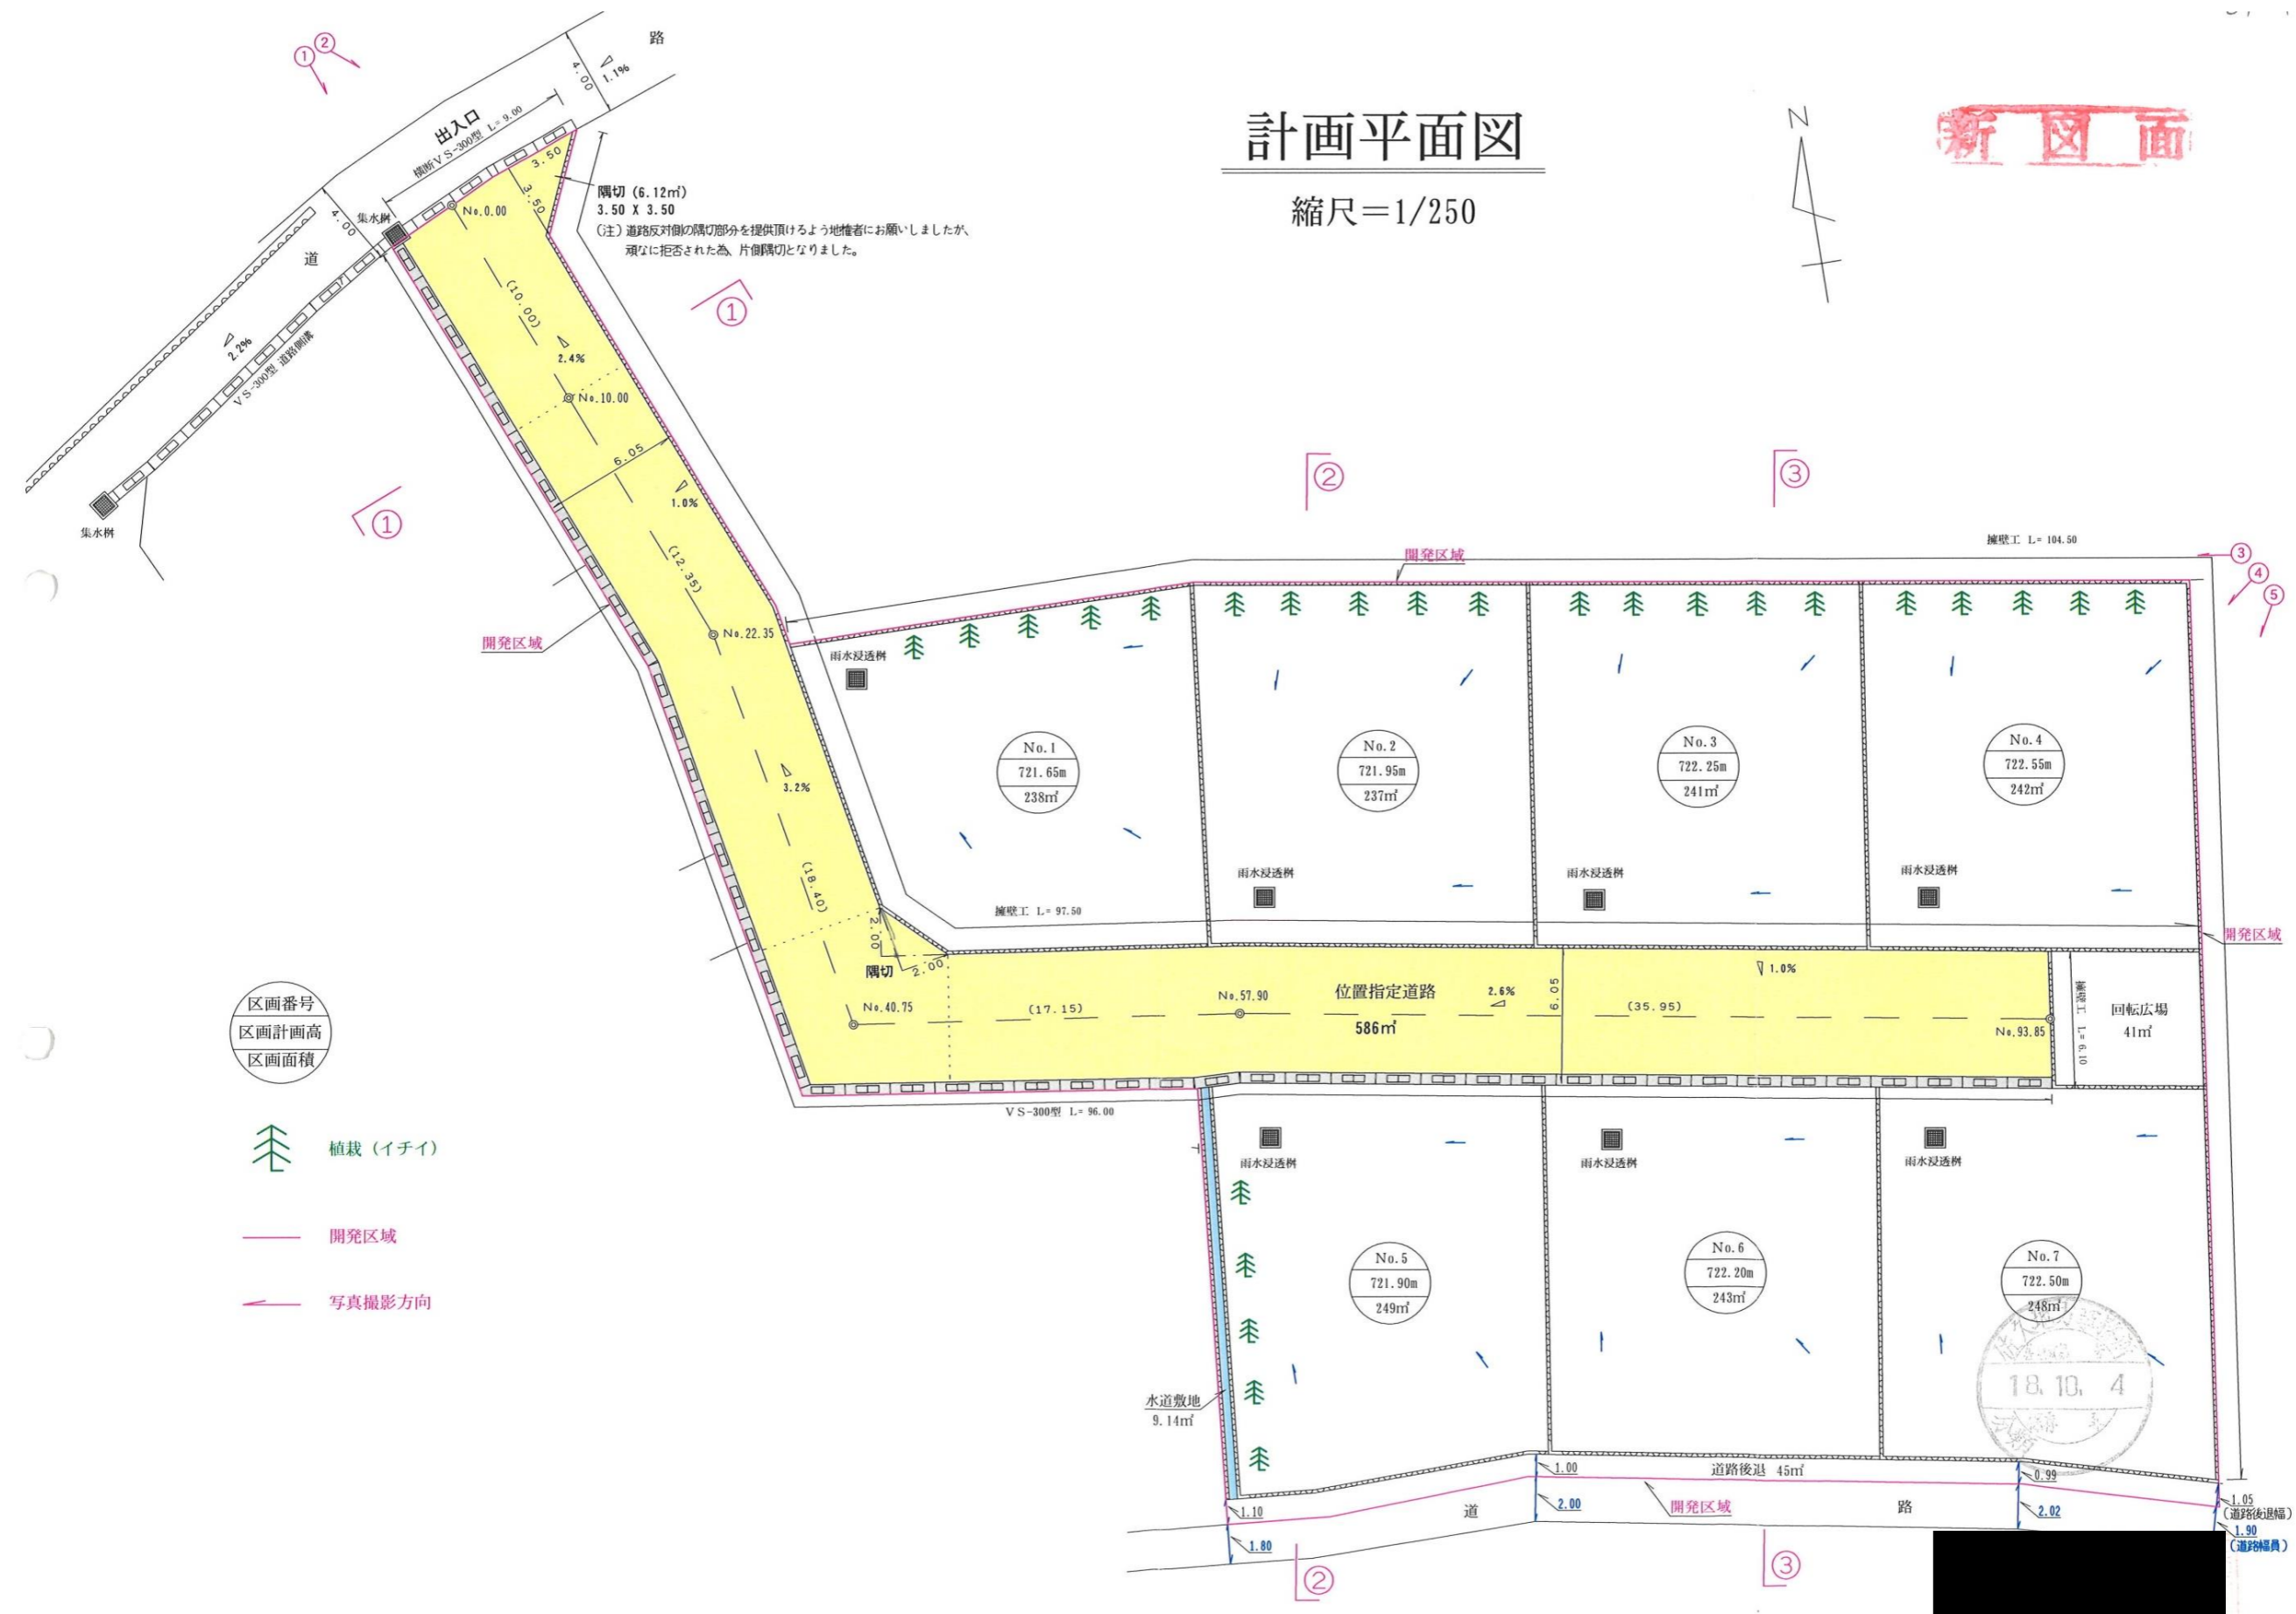 計画平面図
縮尺＝1/250
N
新図面
①
②
路
4.00
1.1%
出入口
横断ＶＳ-300型 L= 9.00
3.50
3.50
隅切 (6.12㎡)
3.50 X 3.50
（注）道路反対側の隅切部分を提供頂けるよう地権者にお願いしましたが、
頑なに拒否された為、片側隅切となりました。
集水桝
4.00
道
No.0.00
2.2%
ＶＳ-300型 道路側溝
集水桝
(10.00)
2.4%
No.10.00
6.05
1.0%
①
①
②
③
(12.35)
No.22.35
開発区域
開発区域
擁壁工 L= 104.50
③
④
⑤
雨水浸透桝
3.2%
(18.40)
No.1
721.65m
238㎡
No.2
721.95m
237㎡
No.3
722.25m
241㎡
No.4
722.55m
242㎡
雨水浸透桝
雨水浸透桝
雨水浸透桝
擁壁工 L= 97.50
開発区域
2.00
2.00
隅切
No.40.75
(17.15)
No.57.90
位置指定道路
586㎡
2.6%
6.05
(35.95)
1.0%
No.93.85
擁壁工 L= 6.10
回転広場
41㎡
ＶＳ-300型 L= 96.00
区画番号
区画計画高
区画面積
植栽（イチイ）
開発区域
写真撮影方向
雨水浸透桝
雨水浸透桝
雨水浸透桝
No.5
721.90m
249㎡
No.6
722.20m
243㎡
No.7
722.50m
248㎡
18. 10. 4
水道敷地
9.14㎡
1.00
道路後退 45㎡
0.99
1.10
道
2.00
開発区域
路
2.02
1.05
（道路後退幅）
1.80
1.90
（道路幅員）
②
③